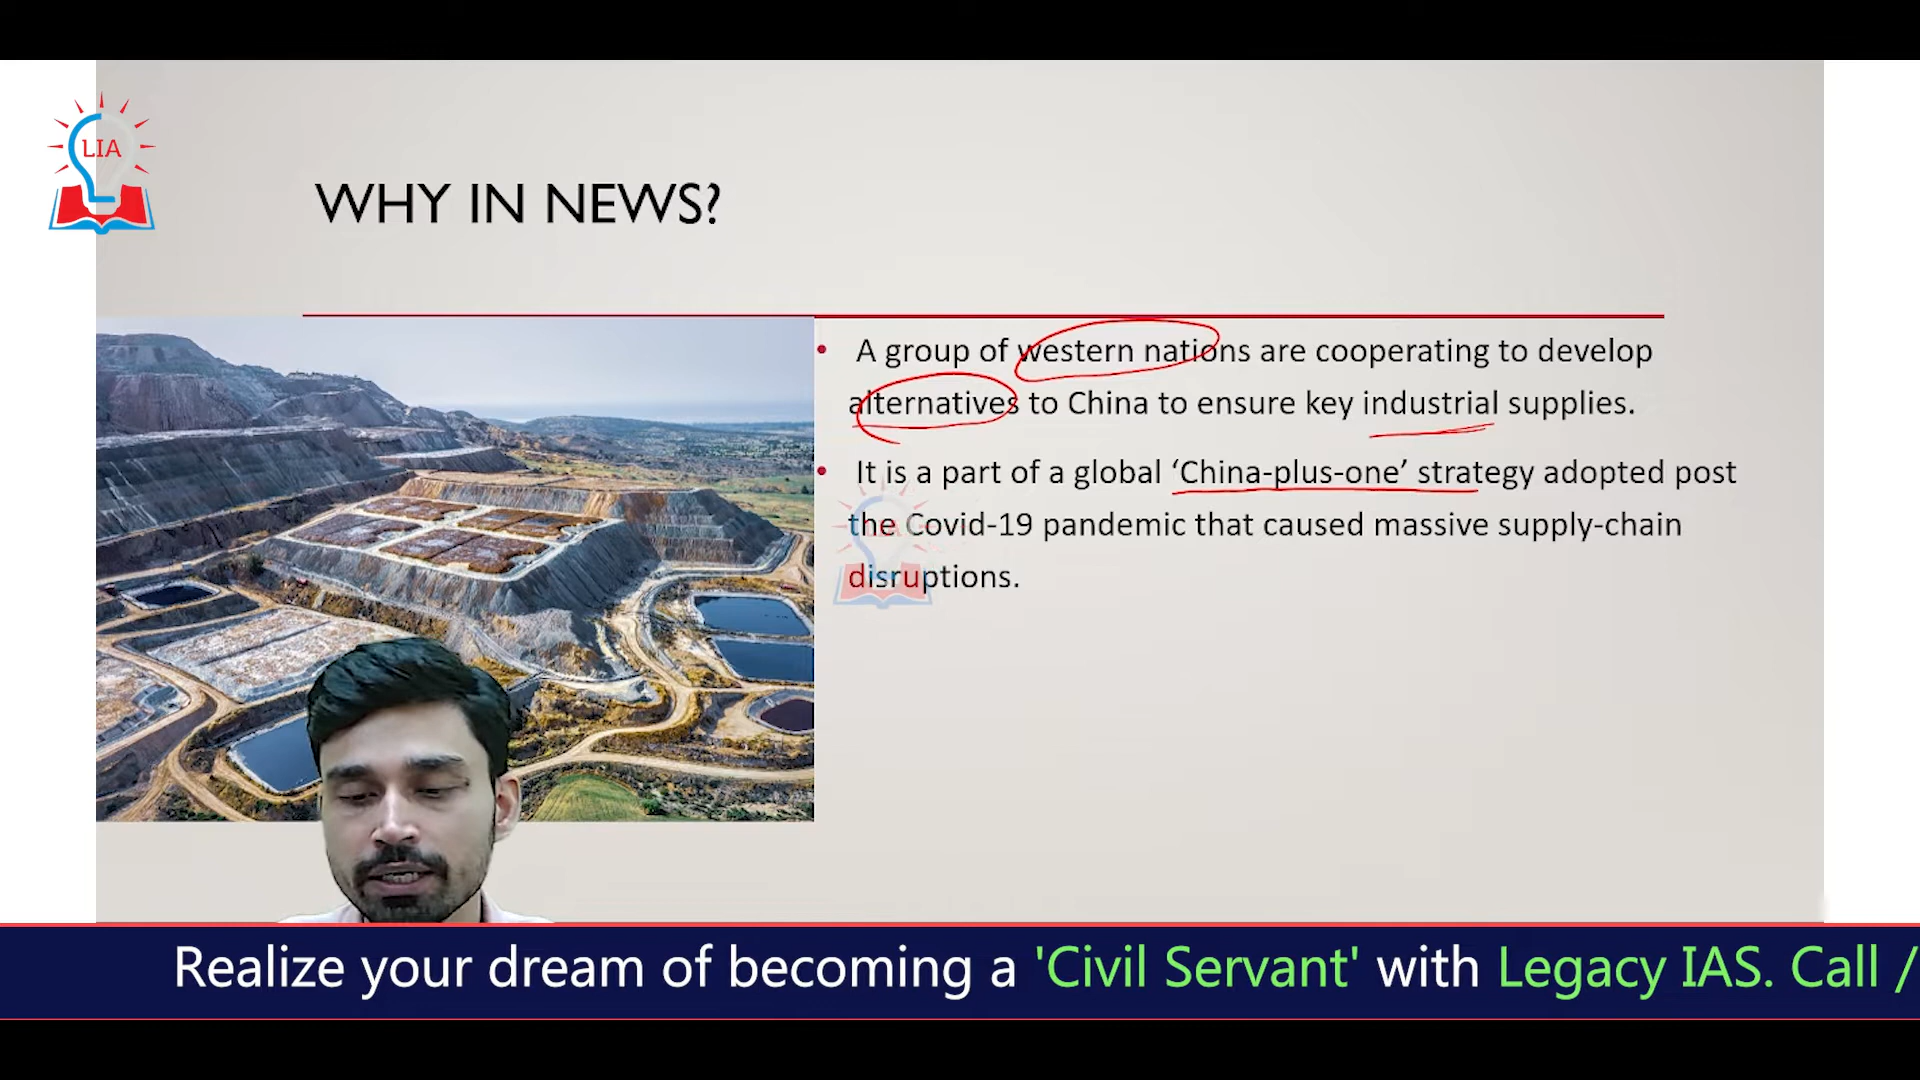 LIA
WHY IN NEWS?
• A group of western nations are cooperating to develop
alternatives to China to ensure key industrial supplies.
• It is a part of a global ‘China-plus-one’ strategy adopted post
the Covid-19 pandemic that caused massive supply-chain
disruptions.
LIA
Realize your dream of becoming a 'Civil Servant' with Legacy IAS. Call /